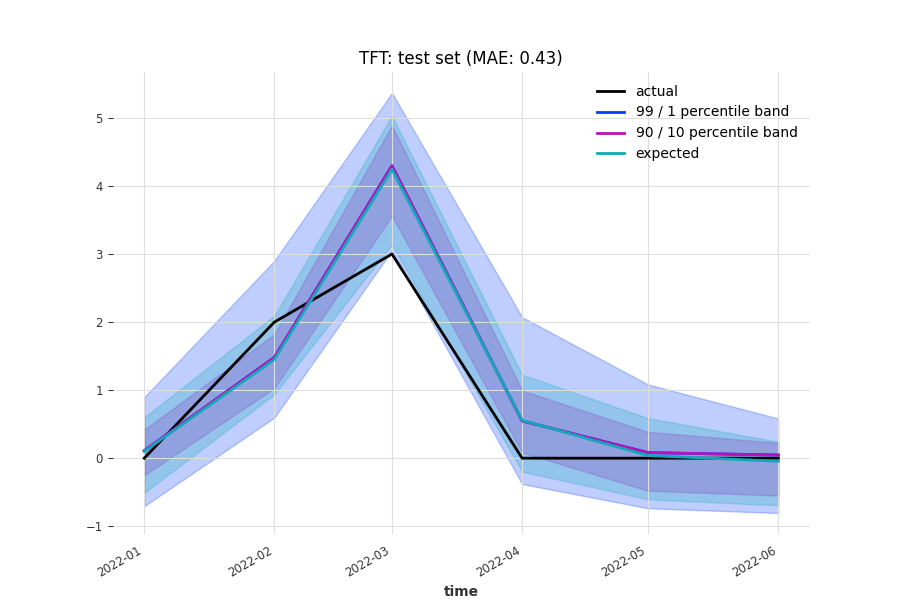 TFT: test set (MAE: 0.43)
actual
99 / 1 percentile band
90 / 10 percentile band
expected
5
4
3
2
1
0
−1
2022-01
2022-02
2022-03
2022-04
2022-05
2022-06
time